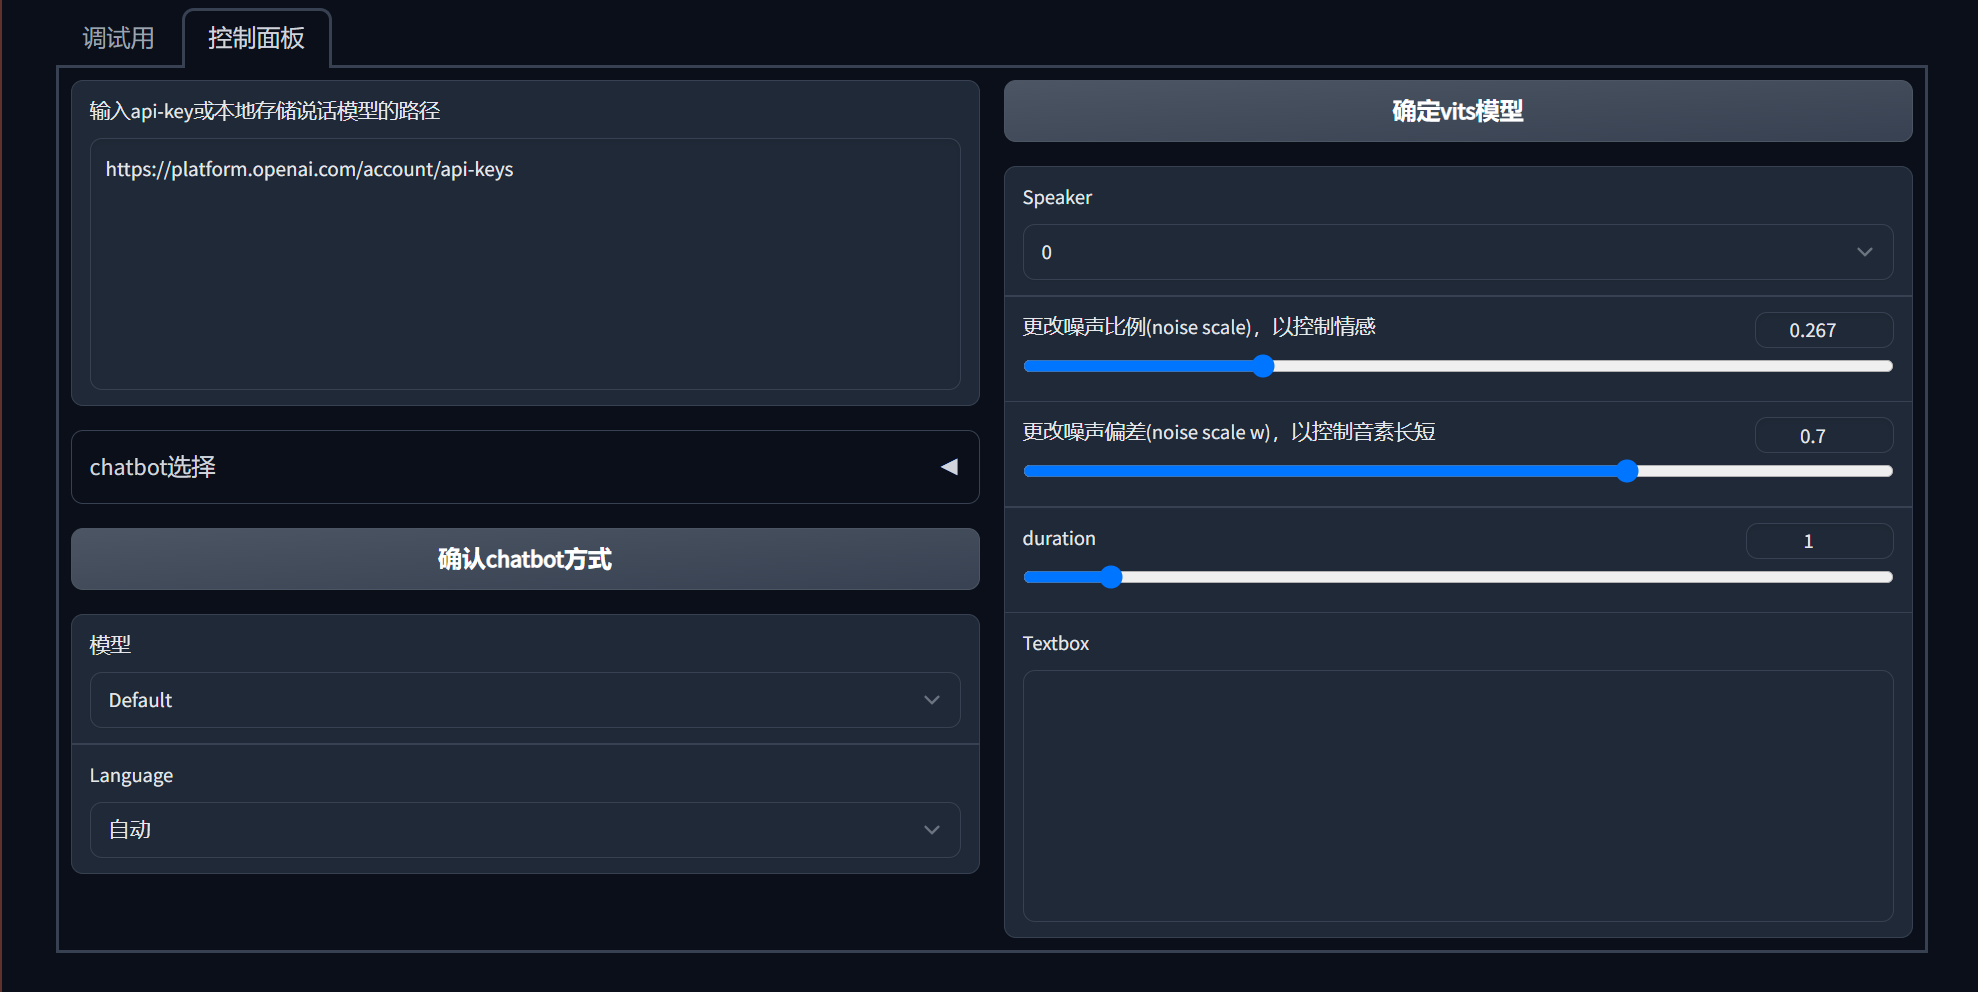 调试用
控制面板
输入api-key或本地存储说话模型的路径
https://platform.openai.com/account/api-keys
chatbot选择
确认chatbot方式
模型
Default
Language
自动
确定vits模型
Speaker
0
更改噪声比例(noise scale)，以控制情感
0.267
更改噪声偏差(noise scale w)，以控制音素长短
0.7
duration
1
Textbox